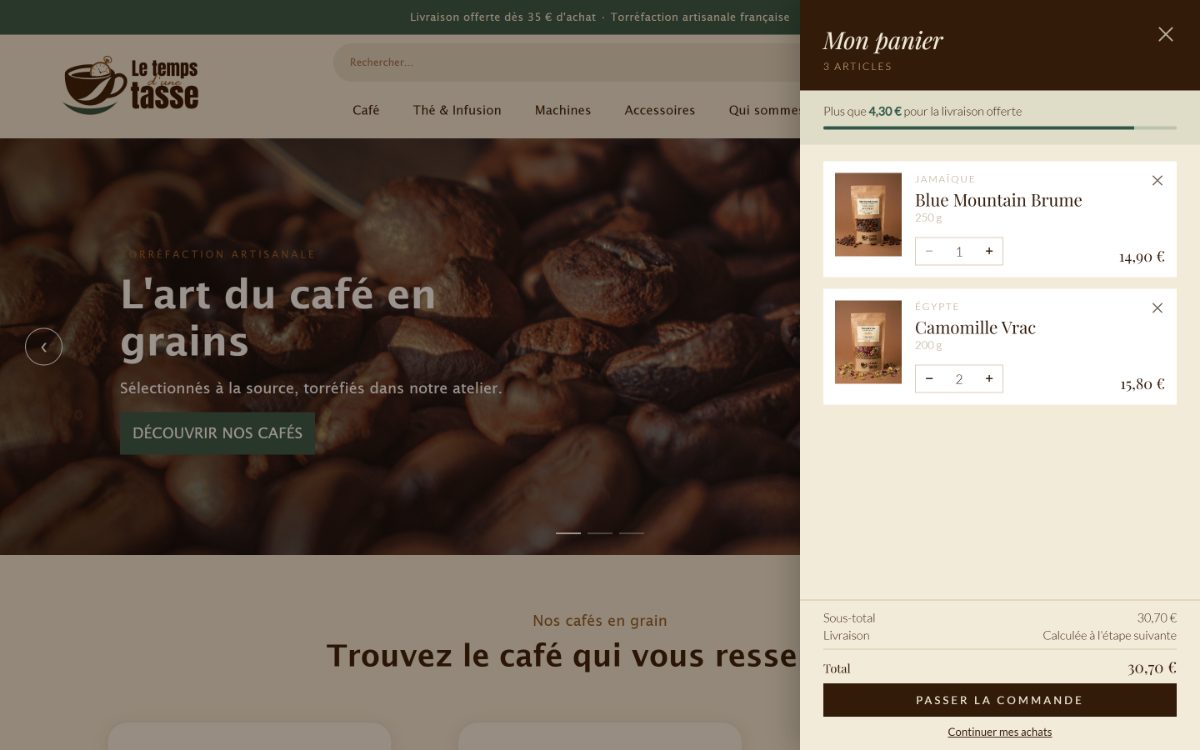 Livraison offerte dès 35 € d'achat · Torréfaction artisanale française
Le temps
d'une
tasse
Rechercher...
Café
Thé & Infusion
Machines
Accessoires
Qui sommes
TORRÉFACTION ARTISANALE
L'art du café en
grains
Sélectionnés à la source, torréfiés dans notre atelier.
DÉCOUVRIR NOS CAFÉS
Nos cafés en grain
Trouvez le café qui vous resse
Mon panier
3 ARTICLES
Plus que 4,30 € pour la livraison offerte
JAMAÏQUE
Blue Mountain Brume
250 g
− 1 +
14,90 €
ÉGYPTE
Camomille Vrac
200 g
− 2 +
15,80 €
Sous-total 30,70 €
Livraison Calculée à l'étape suivante
Total 30,70 €
PASSER LA COMMANDE
Continuer mes achats